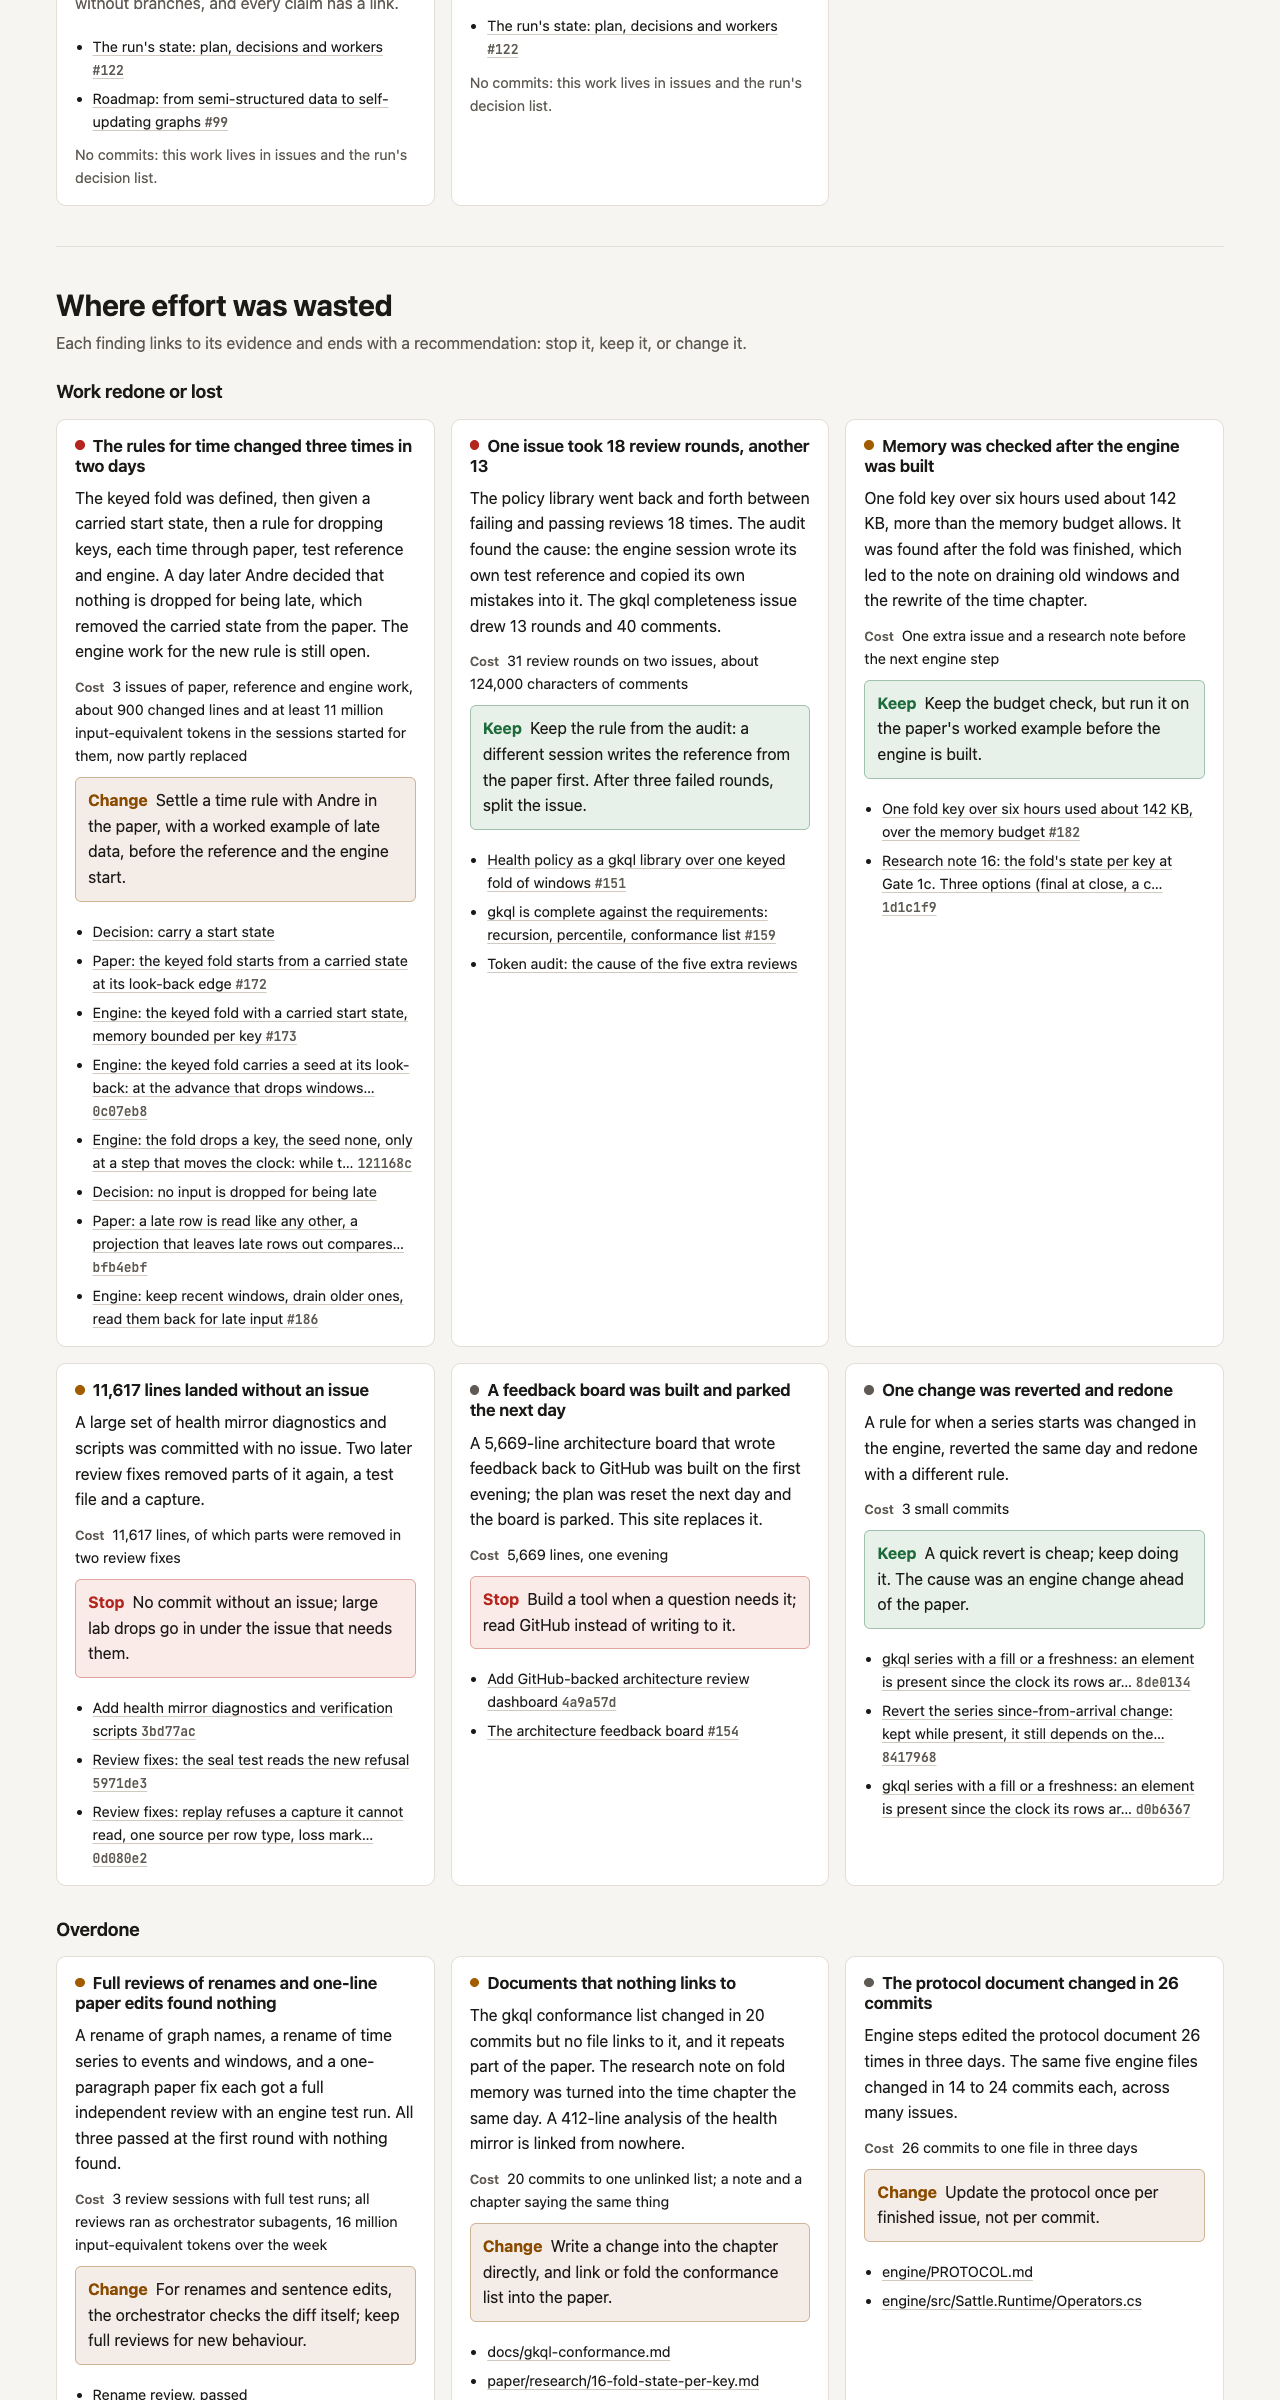 without branches, and every claim has a link.
The run's state: plan, decisions and workers
#122
Roadmap: from semi-structured data to self-
updating graphs #99
No commits: this work lives in issues and the run's
decision list.
The run's state: plan, decisions and workers
#122
No commits: this work lives in issues and the run's
decision list.
Where effort was wasted
Each finding links to its evidence and ends with a recommendation: stop it, keep it, or change it.
Work redone or lost
The rules for time changed three times in
two days
The keyed fold was defined, then given a
carried start state, then a rule for dropping
keys, each time through paper, test reference
and engine. A day later Andre decided that
nothing is dropped for being late, which
removed the carried state from the paper. The
engine work for the new rule is still open.
Cost 3 issues of paper, reference and engine work,
about 900 changed lines and at least 11 million
input-equivalent tokens in the sessions started for
them, now partly replaced
Change Settle a time rule with Andre in
the paper, with a worked example of late
data, before the reference and the engine
start.
Decision: carry a start state
Paper: the keyed fold starts from a carried state
at its look-back edge #172
Engine: the keyed fold with a carried start state,
memory bounded per key #173
Engine: the keyed fold carries a seed at its look-
back: at the advance that drops windows...
0c07eb8
Engine: the fold drops a key, the seed none, only
at a step that moves the clock: while t... 121168c
Decision: no input is dropped for being late
Paper: a late row is read like any other, a
projection that leaves late rows out compares...
bfb4ebf
Engine: keep recent windows, drain older ones,
read them back for late input #186
One issue took 18 review rounds, another
13
The policy library went back and forth between
failing and passing reviews 18 times. The audit
found the cause: the engine session wrote its
own test reference and copied its own
mistakes into it. The gkql completeness issue
drew 13 rounds and 40 comments.
Cost 31 review rounds on two issues, about
124,000 characters of comments
Keep Keep the rule from the audit: a
different session writes the reference from
the paper first. After three failed rounds,
split the issue.
Health policy as a gkql library over one keyed
fold of windows #151
gkql is complete against the requirements:
recursion, percentile, conformance list #159
Token audit: the cause of the five extra reviews
Memory was checked after the engine
was built
One fold key over six hours used about 142
KB, more than the memory budget allows. It
was found after the fold was finished, which
led to the note on draining old windows and
the rewrite of the time chapter.
Cost One extra issue and a research note before
the next engine step
Keep Keep the budget check, but run it on
the paper's worked example before the
engine is built.
One fold key over six hours used about 142 KB,
over the memory budget #182
Research note 16: the fold's state per key at
Gate 1c. Three options (final at close, a c...
1d1c1f9
11,617 lines landed without an issue
A large set of health mirror diagnostics and
scripts was committed with no issue. Two later
review fixes removed parts of it again, a test
file and a capture.
Cost 11,617 lines, of which parts were removed in
two review fixes
Stop No commit without an issue; large
lab drops go in under the issue that needs
them.
Add health mirror diagnostics and verification
scripts 3bd77ac
Review fixes: the seal test reads the new refusal
5971de3
Review fixes: replay refuses a capture it cannot
read, one source per row type, loss mark...
0d080e2
A feedback board was built and parked
the next day
A 5,669-line architecture board that wrote
feedback back to GitHub was built on the first
evening; the plan was reset the next day and
the board is parked. This site replaces it.
Cost 5,669 lines, one evening
Stop Build a tool when a question needs it;
read GitHub instead of writing to it.
Add GitHub-backed architecture review
dashboard 4a9a57d
The architecture feedback board #154
One change was reverted and redone
A rule for when a series starts was changed in
the engine, reverted the same day and redone
with a different rule.
Cost 3 small commits
Keep A quick revert is cheap; keep doing
it. The cause was an engine change ahead
of the paper.
gkql series with a fill or a freshness: an element
is present since the clock its rows ar... 8de0134
Revert the series since-from-arrival change:
kept while present, it still depends on the...
8417968
gkql series with a fill or a freshness: an element
is present since the clock its rows ar... d0b6367
Overdone
Full reviews of renames and one-line
paper edits found nothing
A rename of graph names, a rename of time
series to events and windows, and a one-
paragraph paper fix each got a full
independent review with an engine test run. All
three passed at the first round with nothing
found.
Cost 3 review sessions with full test runs; all
reviews ran as orchestrator subagents, 16 million
input-equivalent tokens over the week
Change For renames and sentence edits,
the orchestrator checks the diff itself; keep
full reviews for new behaviour.
Rename review, passed
Documents that nothing links to
The gkql conformance list changed in 20
commits but no file links to it, and it repeats
part of the paper. The research note on fold
memory was turned into the time chapter the
same day. A 412-line analysis of the health
mirror is linked from nowhere.
Cost 20 commits to one unlinked list; a note and a
chapter saying the same thing
Change Write a change into the chapter
directly, and link or fold the conformance
list into the paper.
docs/gkql-conformance.md
paper/research/16-fold-state-per-key.md
The protocol document changed in 26
commits
Engine steps edited the protocol document 26
times in three days. The same five engine files
changed in 14 to 24 commits each, across
many issues.
Cost 26 commits to one file in three days
Change Update the protocol once per
finished issue, not per commit.
engine/PROTOCOL.md
engine/src/Sattle.Runtime/Operators.cs